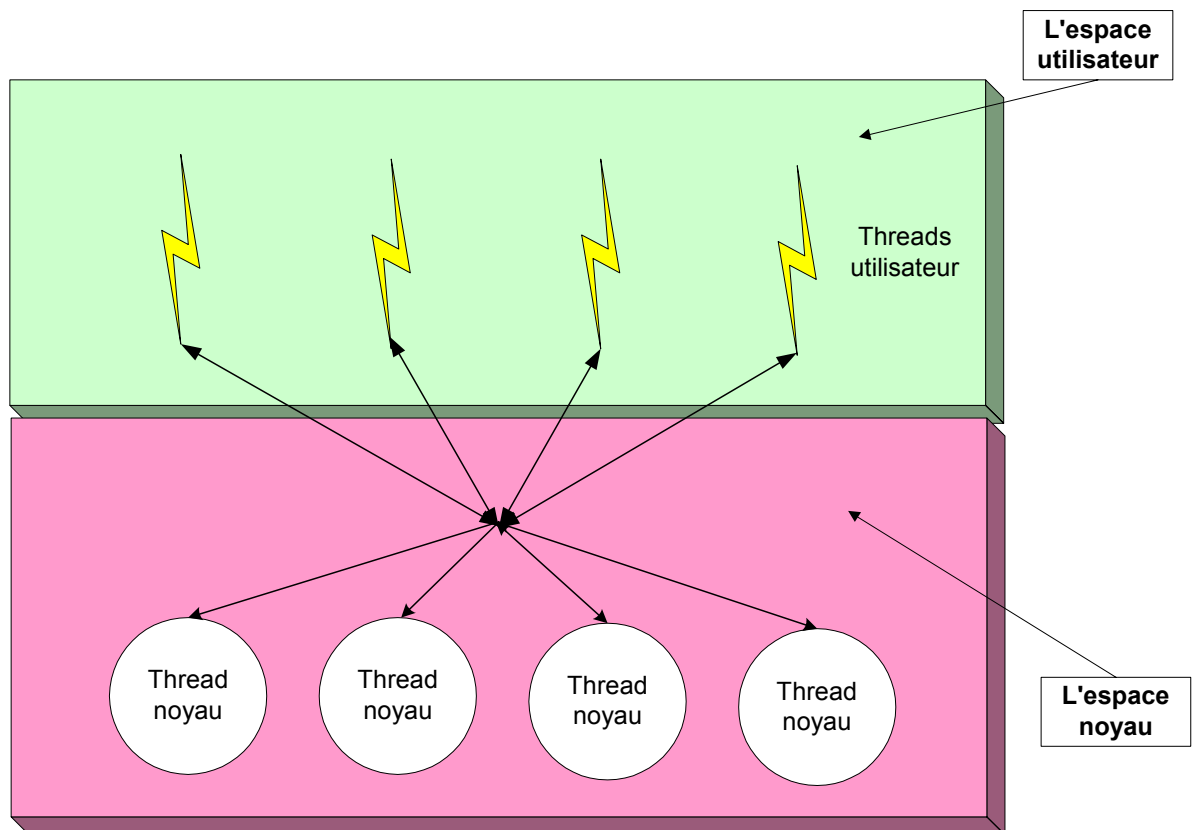 L'espace
utilisateur
Threads
utilisateur
Thread
noyau
Thread
noyau
Thread
noyau
Thread
noyau
L'espace
noyau